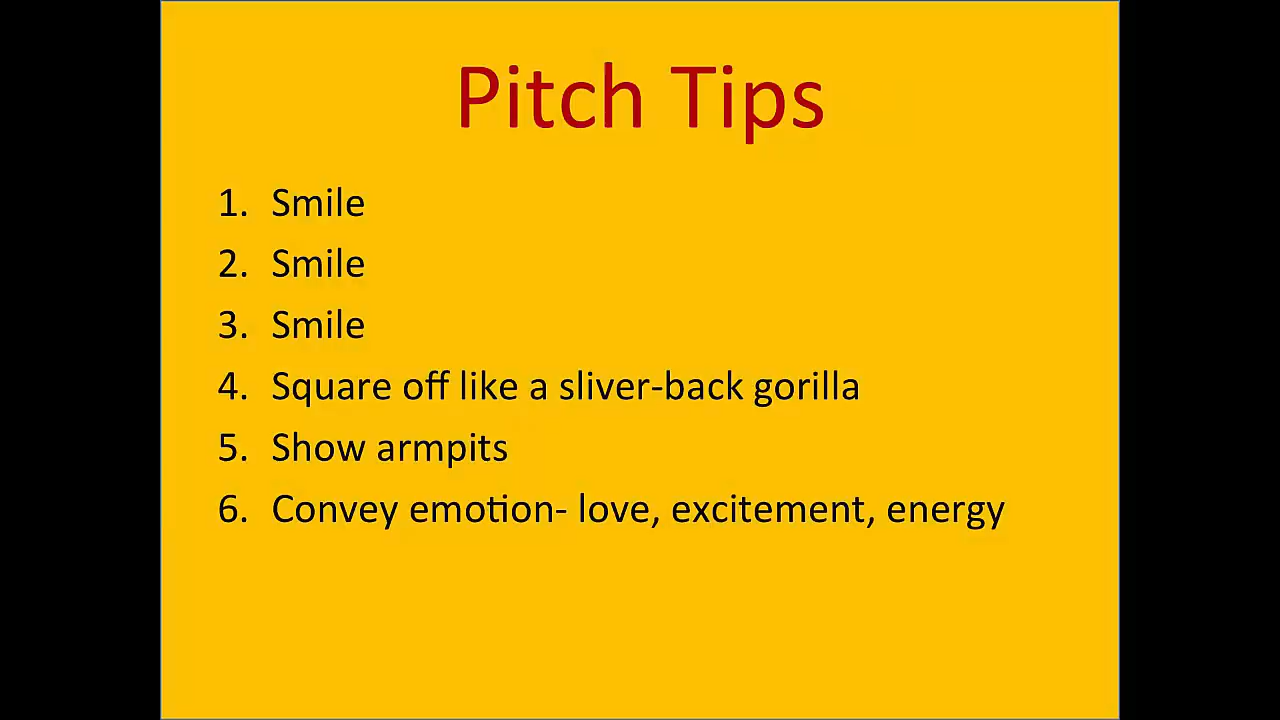 Pitch Tips
1. Smile
2. Smile
3. Smile
4. Square off like a sliver-back gorilla
5. Show armpits
6. Convey emotion- love, excitement, energy